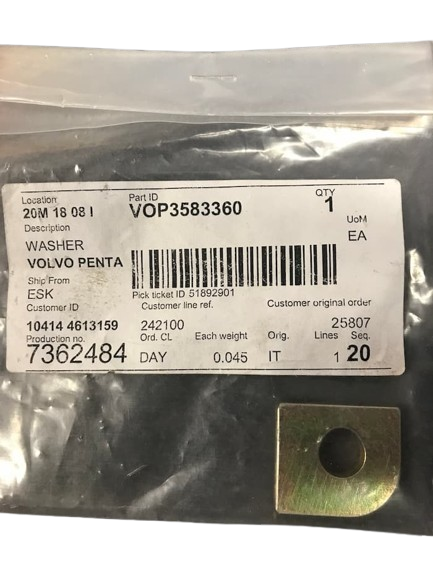 Location Part ID QTY
20M 18 08 I VOP3583360 1
Description UoM
WASHER EA
VOLVO PENTA
Ship From
ESK Pick ticket ID 51892901
Customer ID Customer line ref. Customer original order
10414 4613159 242100 25807
Production no. Ord. CL Each weight Orig. Lines Seq.
7362484 DAY 0.045 IT 1 20